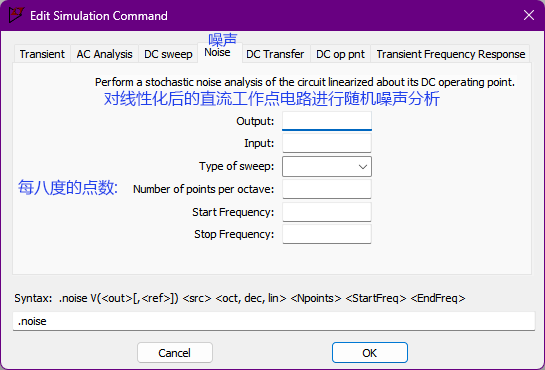 Edit Simulation Command
噪声
Transient AC Analysis DC sweep Noise DC Transfer DC op pnt Transient Frequency Response
Perform a stochastic noise analysis of the circuit linearized about its DC operating point.
对线性化后的直流工作点电路进行随机噪声分析
Output:
Input:
Type of sweep:
每八度的点数: Number of points per octave:
Start Frequency:
Stop Frequency:
Syntax: .noise V(<out>[,<ref>]) <src> <oct, dec, lin> <Npoints> <StartFreq> <EndFreq>
.noise
Cancel OK